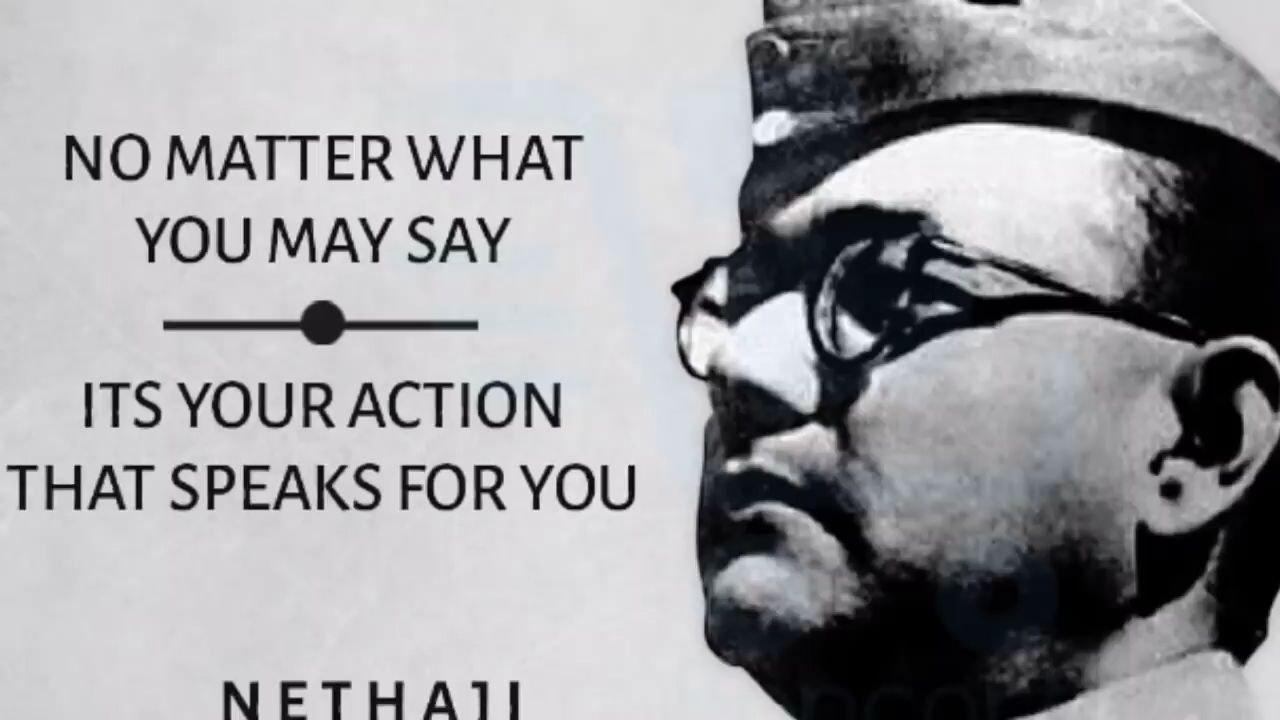 NO MATTER WHAT
YOU MAY SAY
ITS YOUR ACTION
THAT SPEAKS FOR YOU
NETHAJI